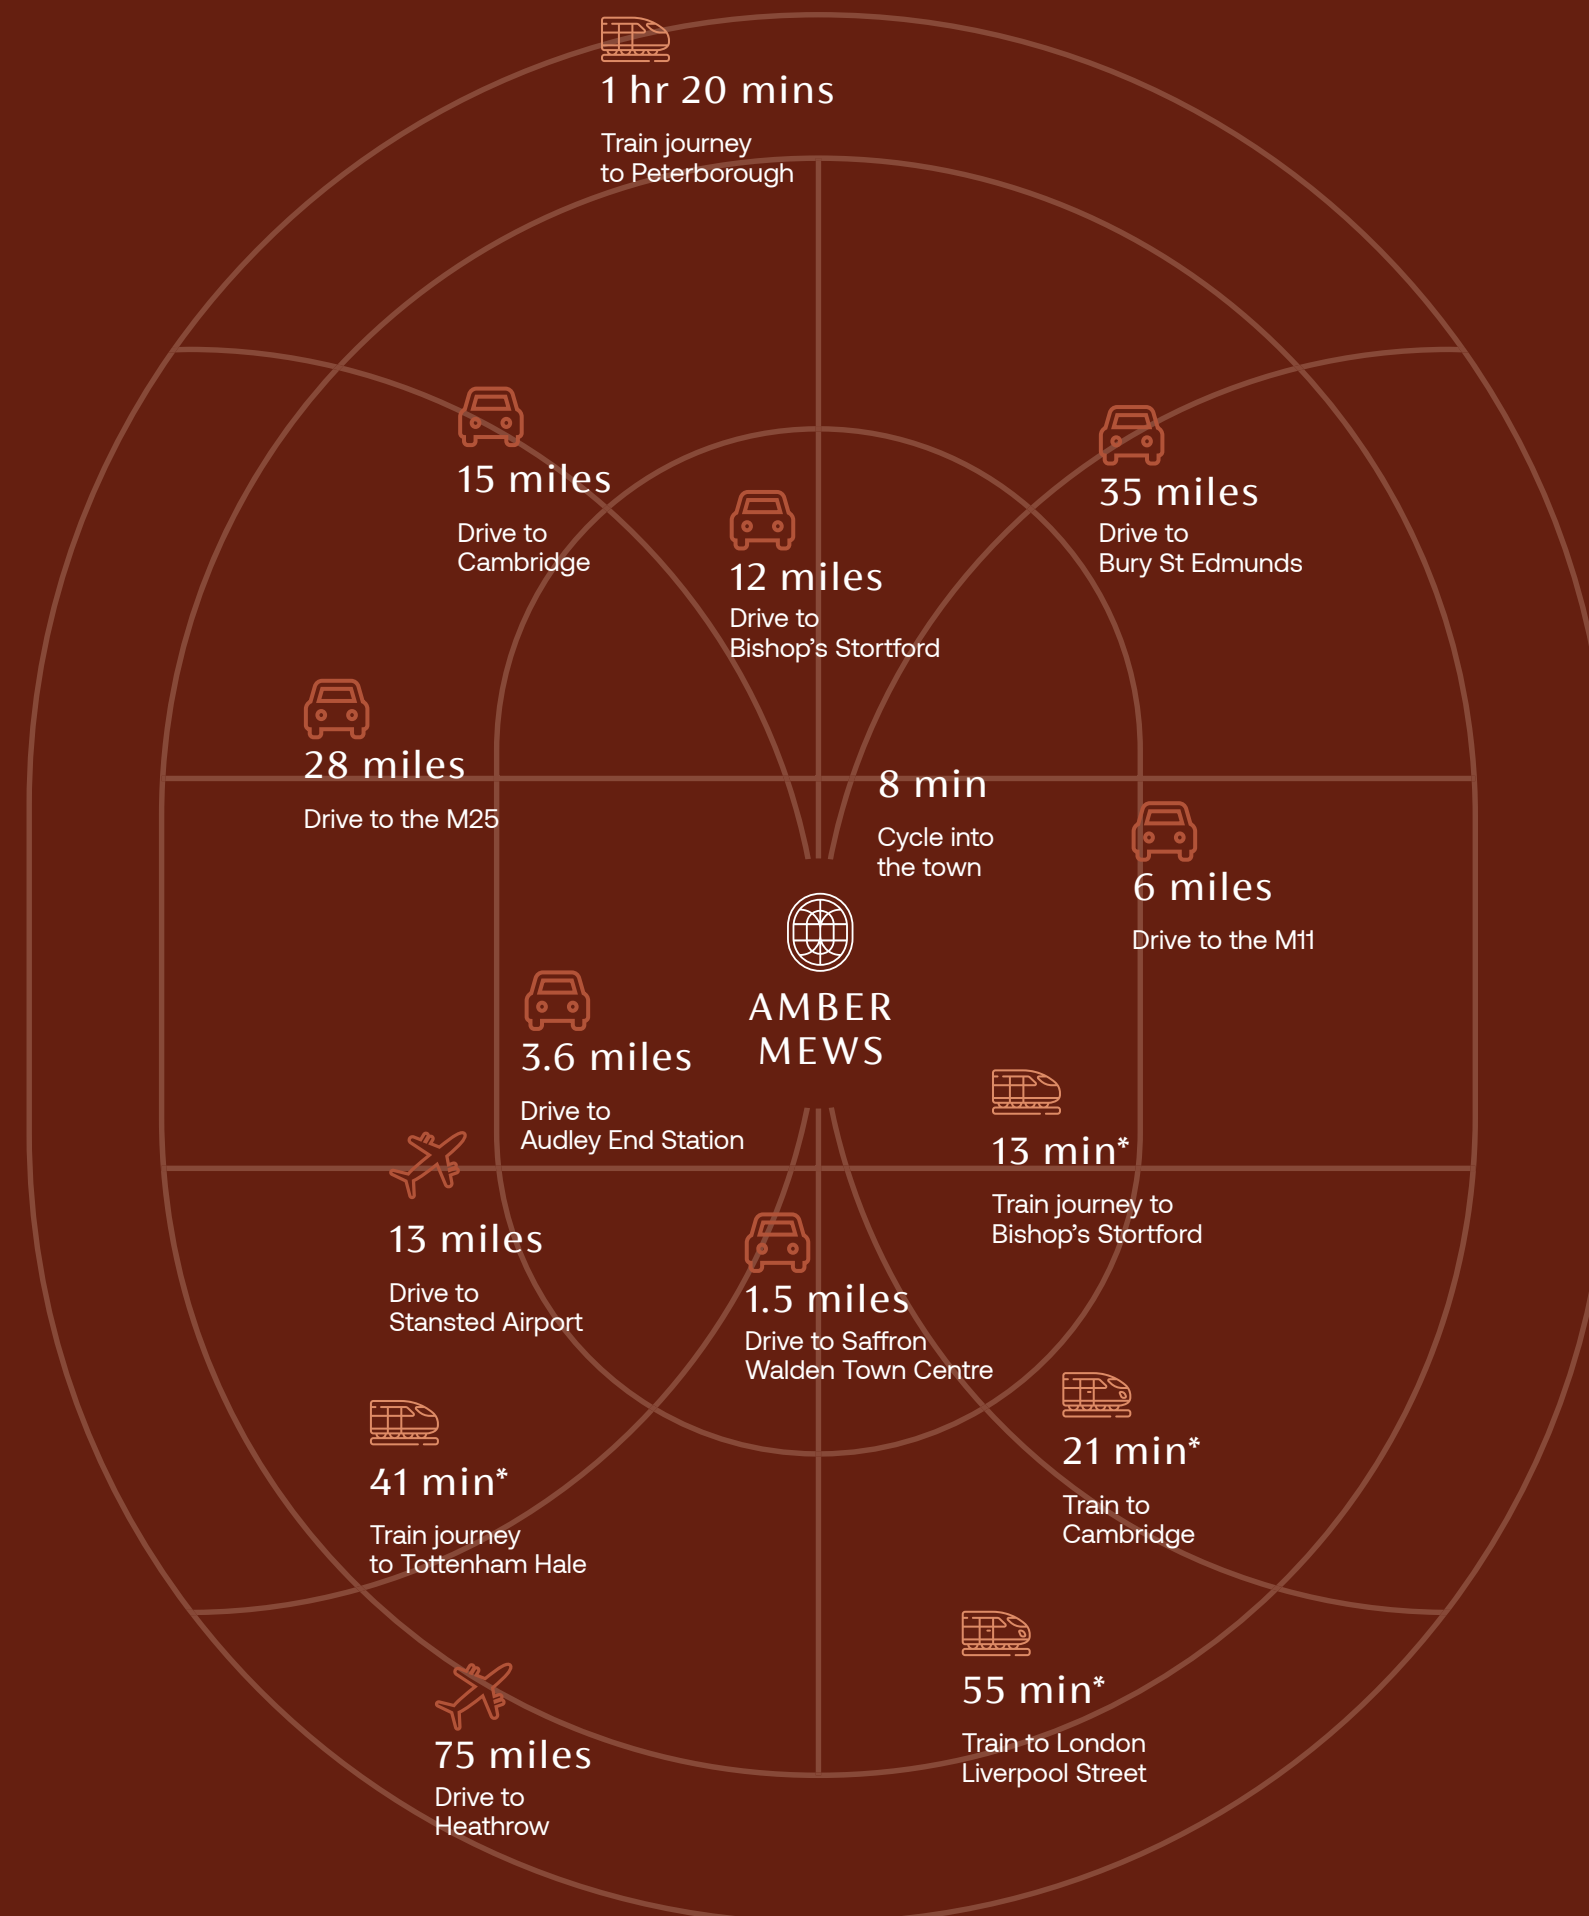 1 hr 20 mins
Train journey
to Peterborough
15 miles
Drive to
Cambridge
35 miles
Drive to
Bury St Edmunds
12 miles
Drive to
Bishop’s Stortford
28 miles
Drive to the M25
8 min
Cycle into
the town
6 miles
Drive to the M11
AMBER
MEWS
3.6 miles
Drive to
Audley End Station
13 min*
Train journey to
Bishop’s Stortford
13 miles
Drive to
Stansted Airport
1.5 miles
Drive to Saffron
Walden Town Centre
41 min*
Train journey
to Tottenham Hale
21 min*
Train to
Cambridge
55 min*
Train to London
Liverpool Street
75 miles
Drive to
Heathrow